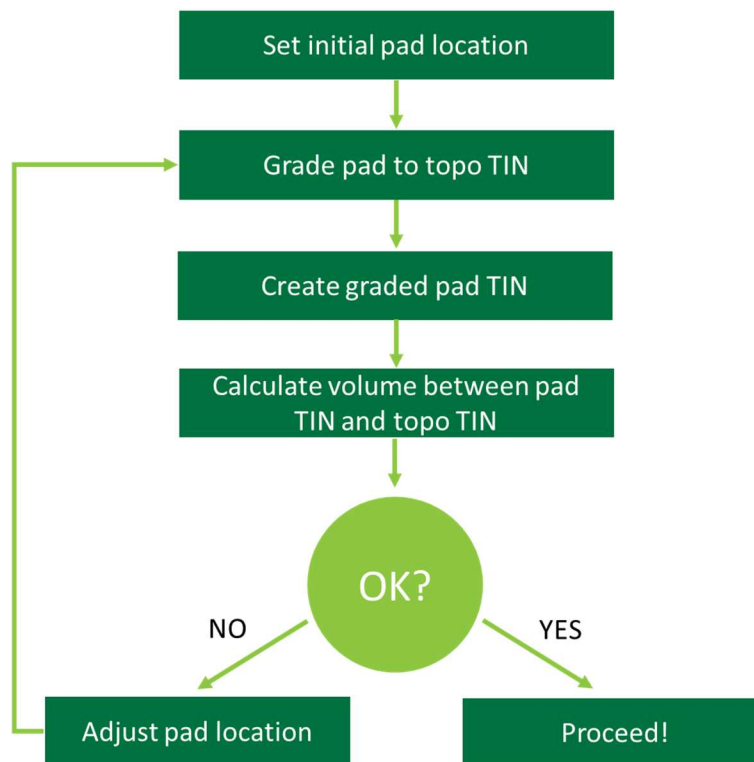 Set initial pad location
Grade pad to topo TIN
Create graded pad TIN
Calculate volume between pad
TIN and topo TIN
OK?
NO
YES
Adjust pad location
Proceed!